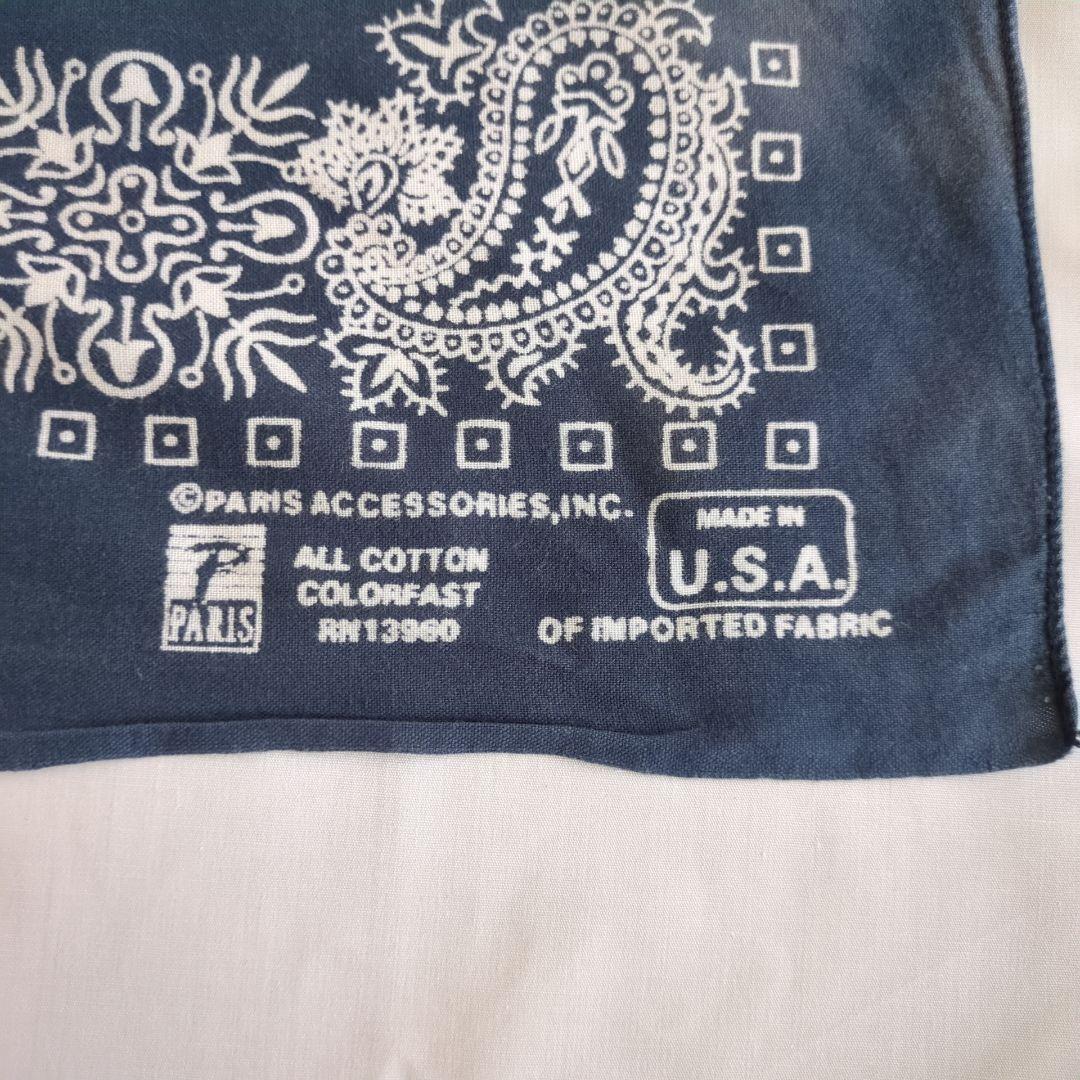 ©PARIS ACCESSORIES,INC.
PARIS
ALL COTTON
COLORFAST
RN13960
MADE IN
U.S.A.
OF IMPORTED FABRIC